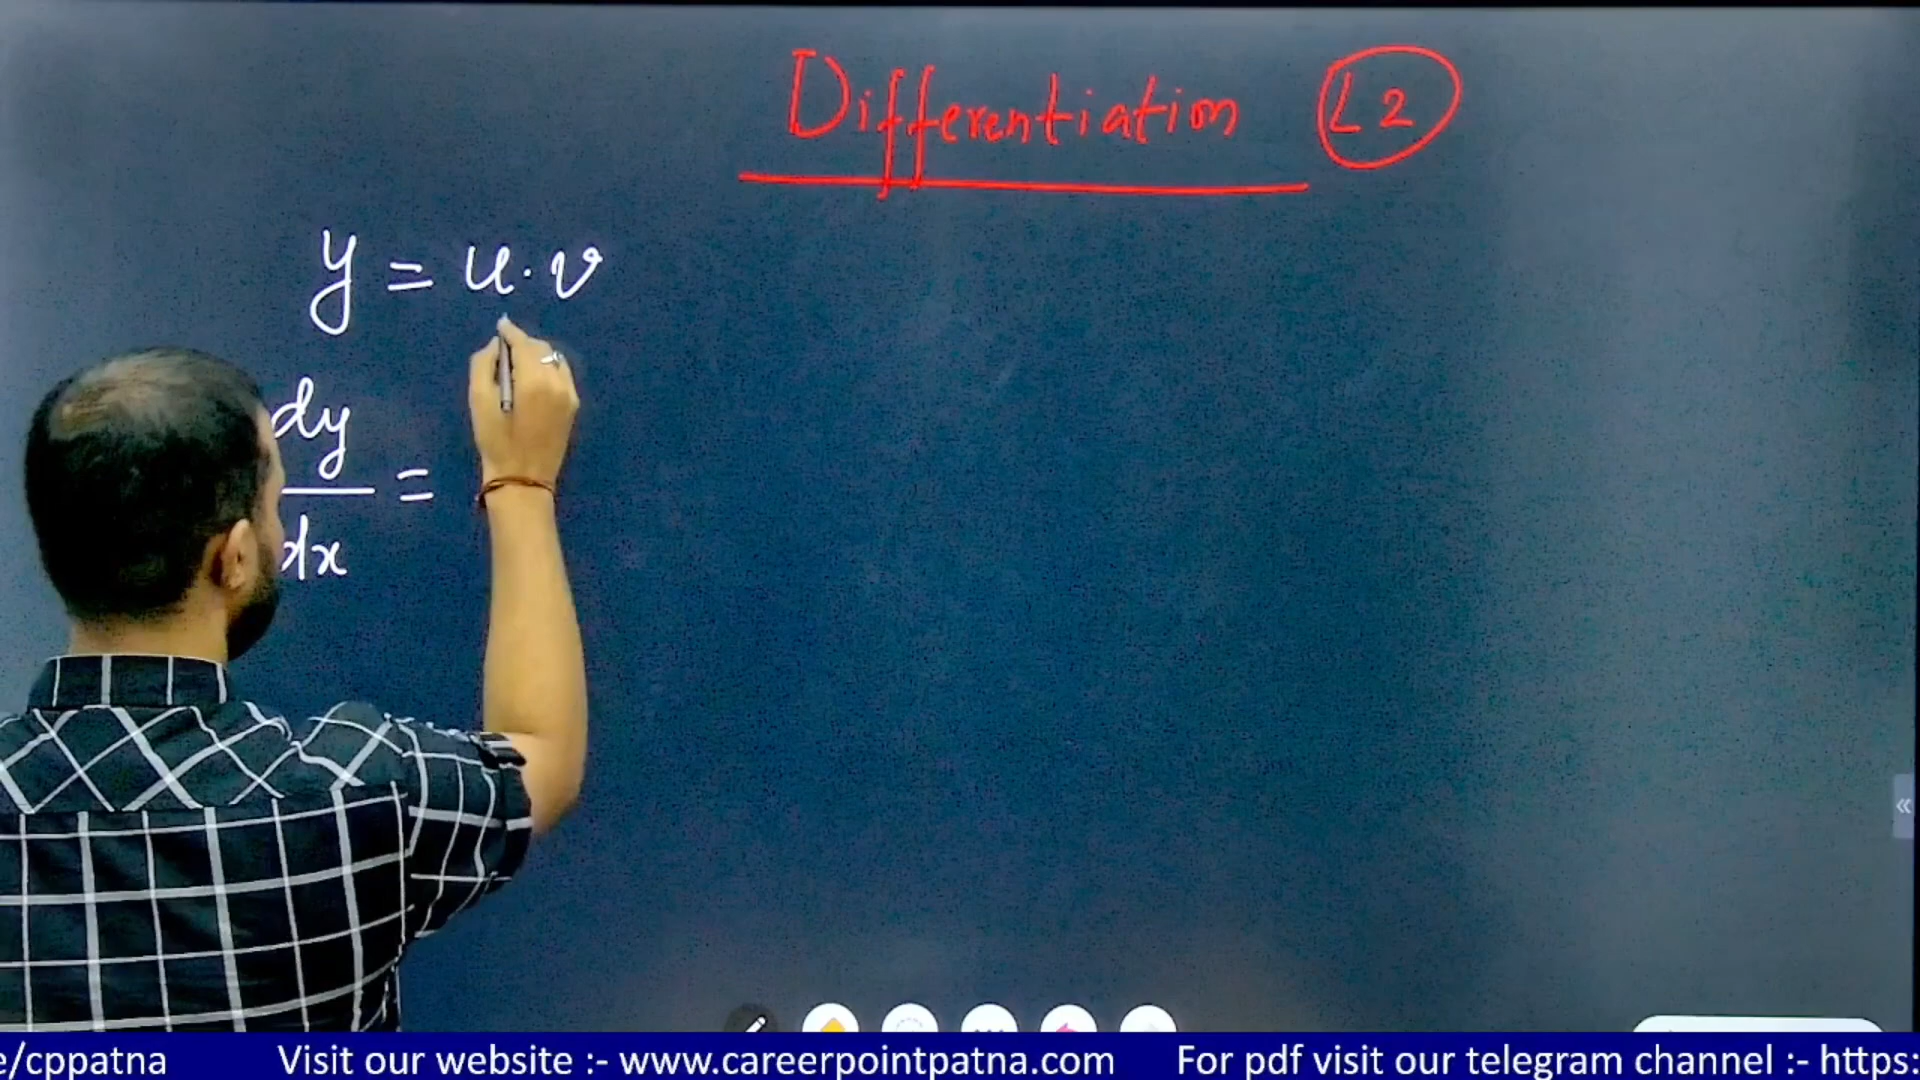 Differentiation L2
y = u·v
dy
=
dx
e/cppatna Visit our website :- www.careerpointpatna.com For pdf visit our telegram channel :- https: